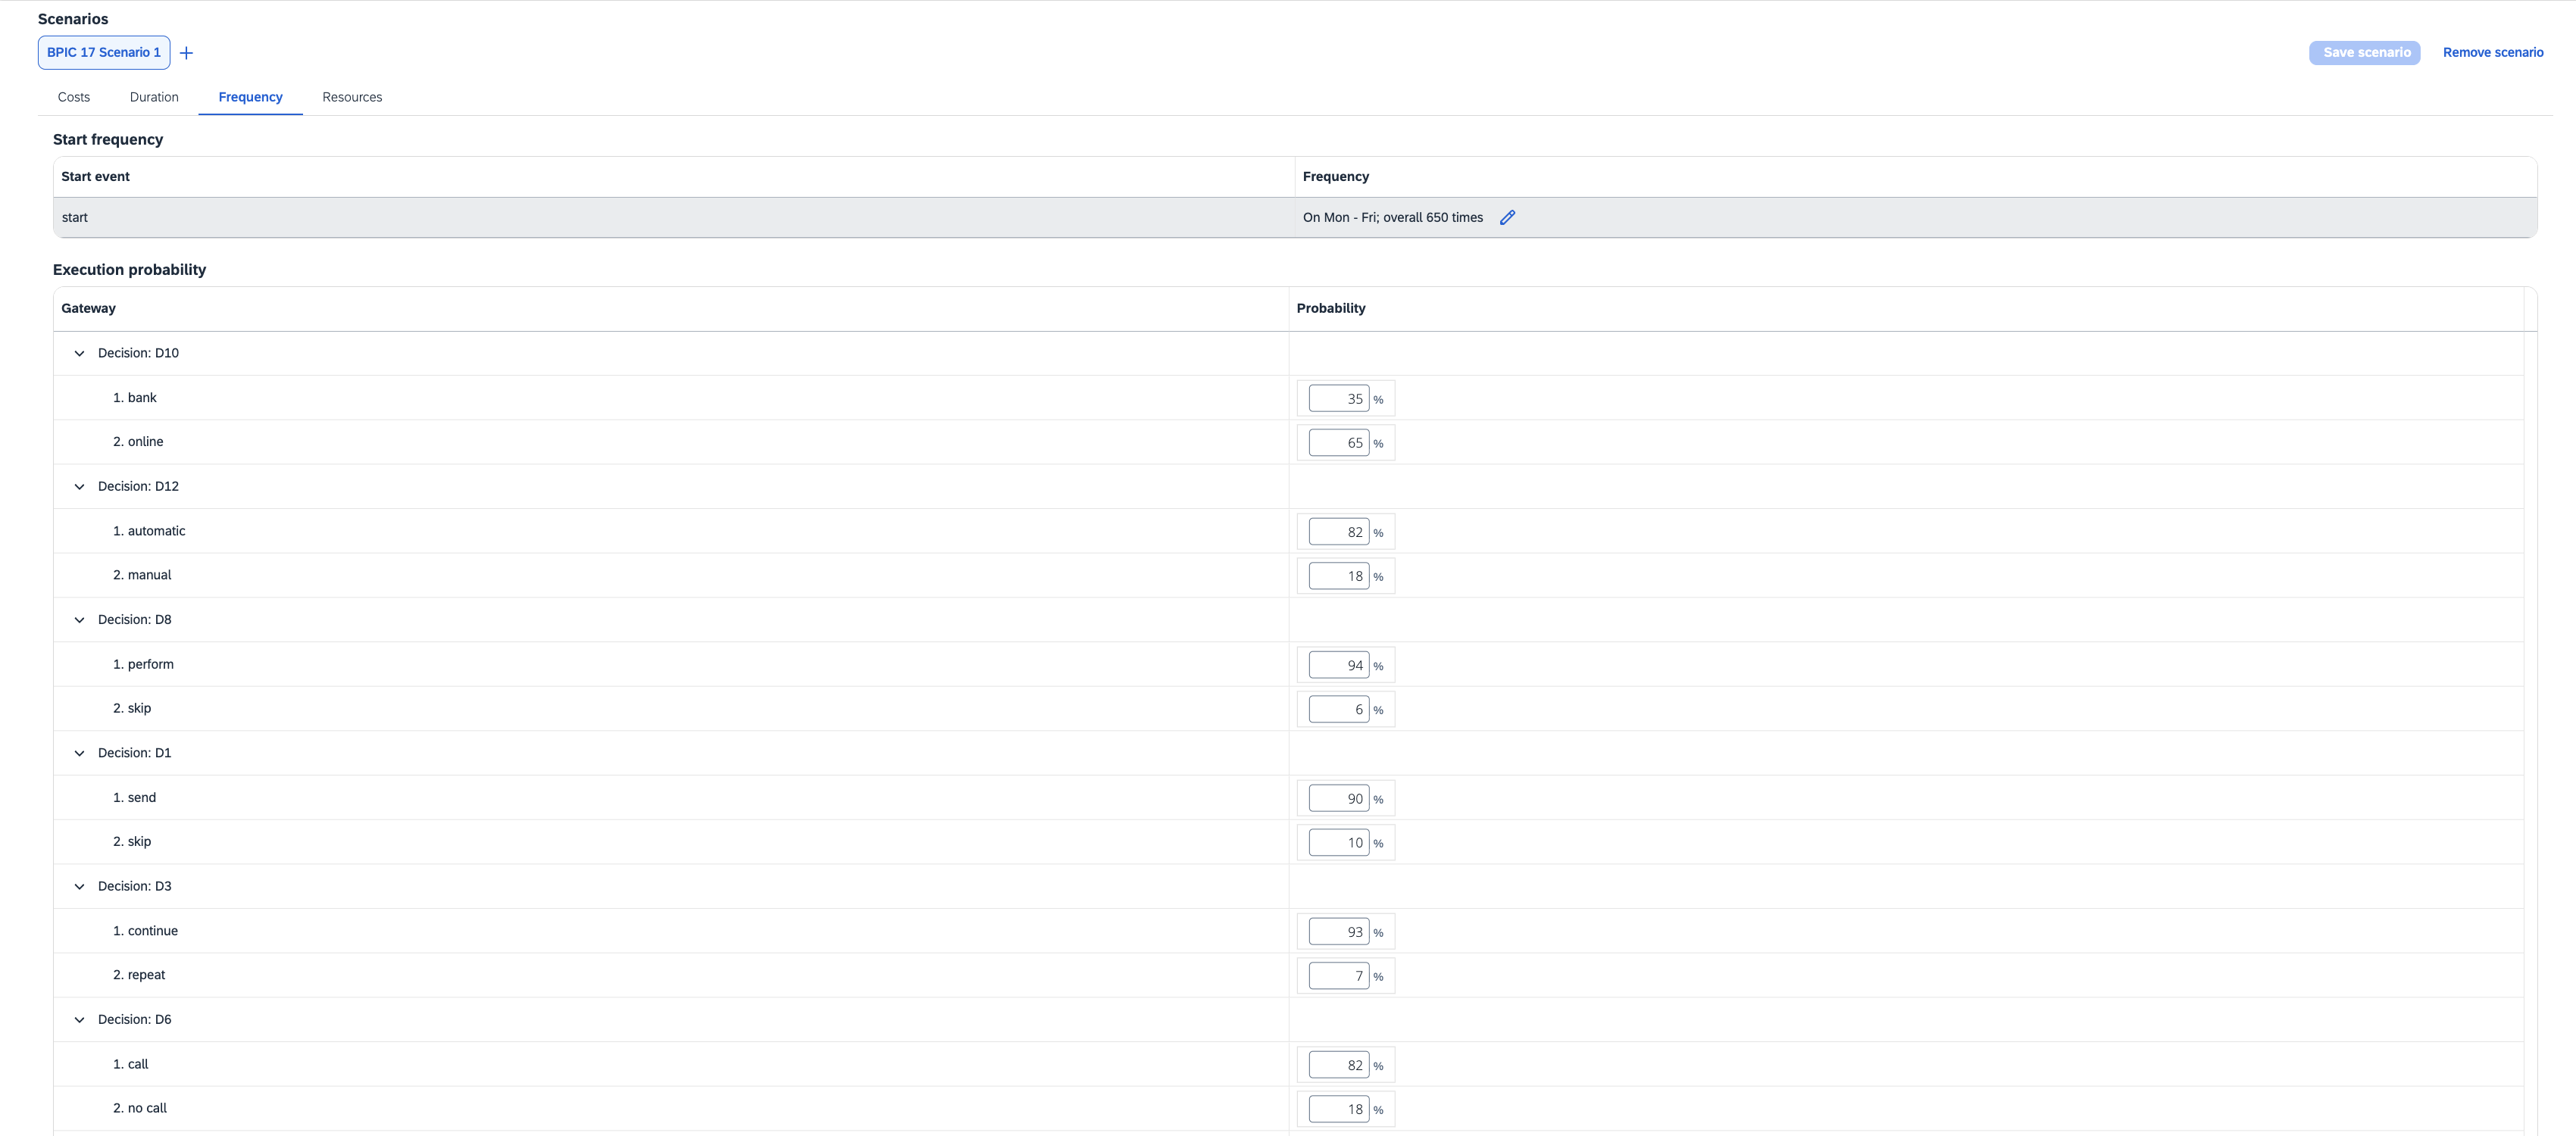 Scenarios
BPIC 17 Scenario 1 +
Save scenario Remove scenario
Costs Duration Frequency Resources
Start frequency
Start event Frequency
start On Mon - Fri; overall 650 times
Execution probability
Gateway Probability
Decision: D10
1. bank 35 %
2. online 65 %
Decision: D12
1. automatic 82 %
2. manual 18 %
Decision: D8
1. perform 94 %
2. skip 6 %
Decision: D1
1. send 90 %
2. skip 10 %
Decision: D3
1. continue 93 %
2. repeat 7 %
Decision: D6
1. call 82 %
2. no call 18 %